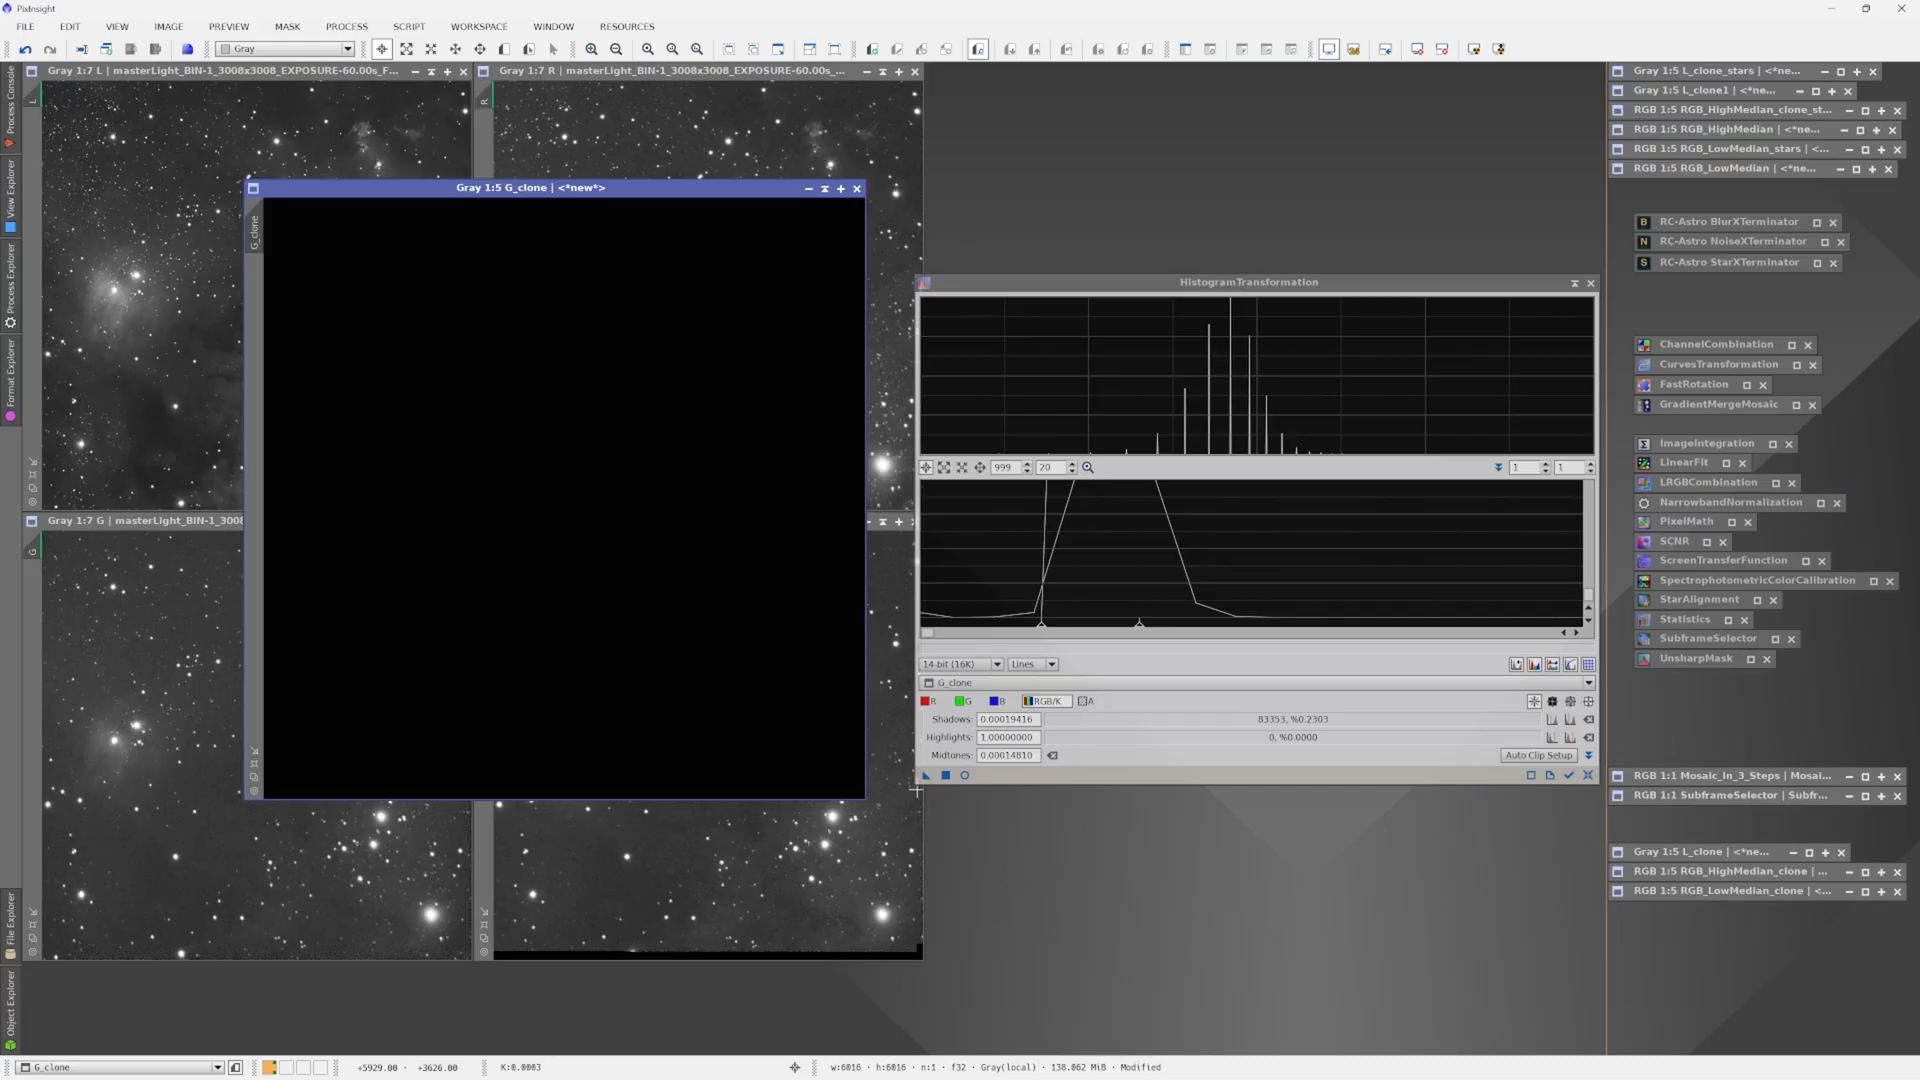 PixInsight
FILE EDIT VIEW IMAGE PREVIEW MASK PROCESS SCRIPT WORKSPACE WINDOW RESOURCES
Gray
Gray 1:7 L | masterLight_BIN-1_3008x3008_EXPOSURE-60.00s_F...
Gray 1:7 R | masterLight_BIN-1_3008x3008_EXPOSURE-60.00s_...
L
R
Process Console
View Explorer
Process Explorer
Format Explorer
File Explorer
Object Explorer
Gray 1:5 G_clone | <*new*>
G_clone
Gray 1:7 G | masterLight_BIN-1_3008
G
HistogramTransformation
999 20 1 1
14-bit (16K) Lines
G_clone
R G B RGB/K A
Shadows: 0.00019416 83353, %0.2303
Highlights: 1.00000000 0, %0.0000
Midtones: 0.00014810 Auto Clip Setup
Gray 1:5 L_clone_stars | <*ne...
Gray 1:5 L_clone1 | <*ne...
RGB 1:5 RGB_HighMedian_clone_st...
RGB 1:5 RGB_HighMedian | <*ne...
RGB 1:5 RGB_LowMedian_stars | <...
RGB 1:5 RGB_LowMedian | <*ne...
B RC-Astro BlurXTerminator
N RC-Astro NoiseXTerminator
S RC-Astro StarXTerminator
ChannelCombination
CurvesTransformation
FastRotation
GradientMergeMosaic
ImageIntegration
LinearFit
LRGBCombination
NarrowbandNormalization
PixelMath
SCNR
ScreenTransferFunction
SpectrophotometricColorCalibration
StarAlignment
Statistics
SubframeSelector
UnsharpMask
RGB 1:1 Mosaic_In_3_Steps | Mosai...
RGB 1:1 SubframeSelector | Subfr...
Gray 1:5 L_clone | <*ne...
RGB 1:5 RGB_HighMedian_clone | ...
RGB 1:5 RGB_LowMedian_clone | <...
G_clone +5929.00 · +3626.00 K:0.0003 w:6016 · h:6016 · n:1 · f32 · Gray(local) · 138.062 MiB · Modified